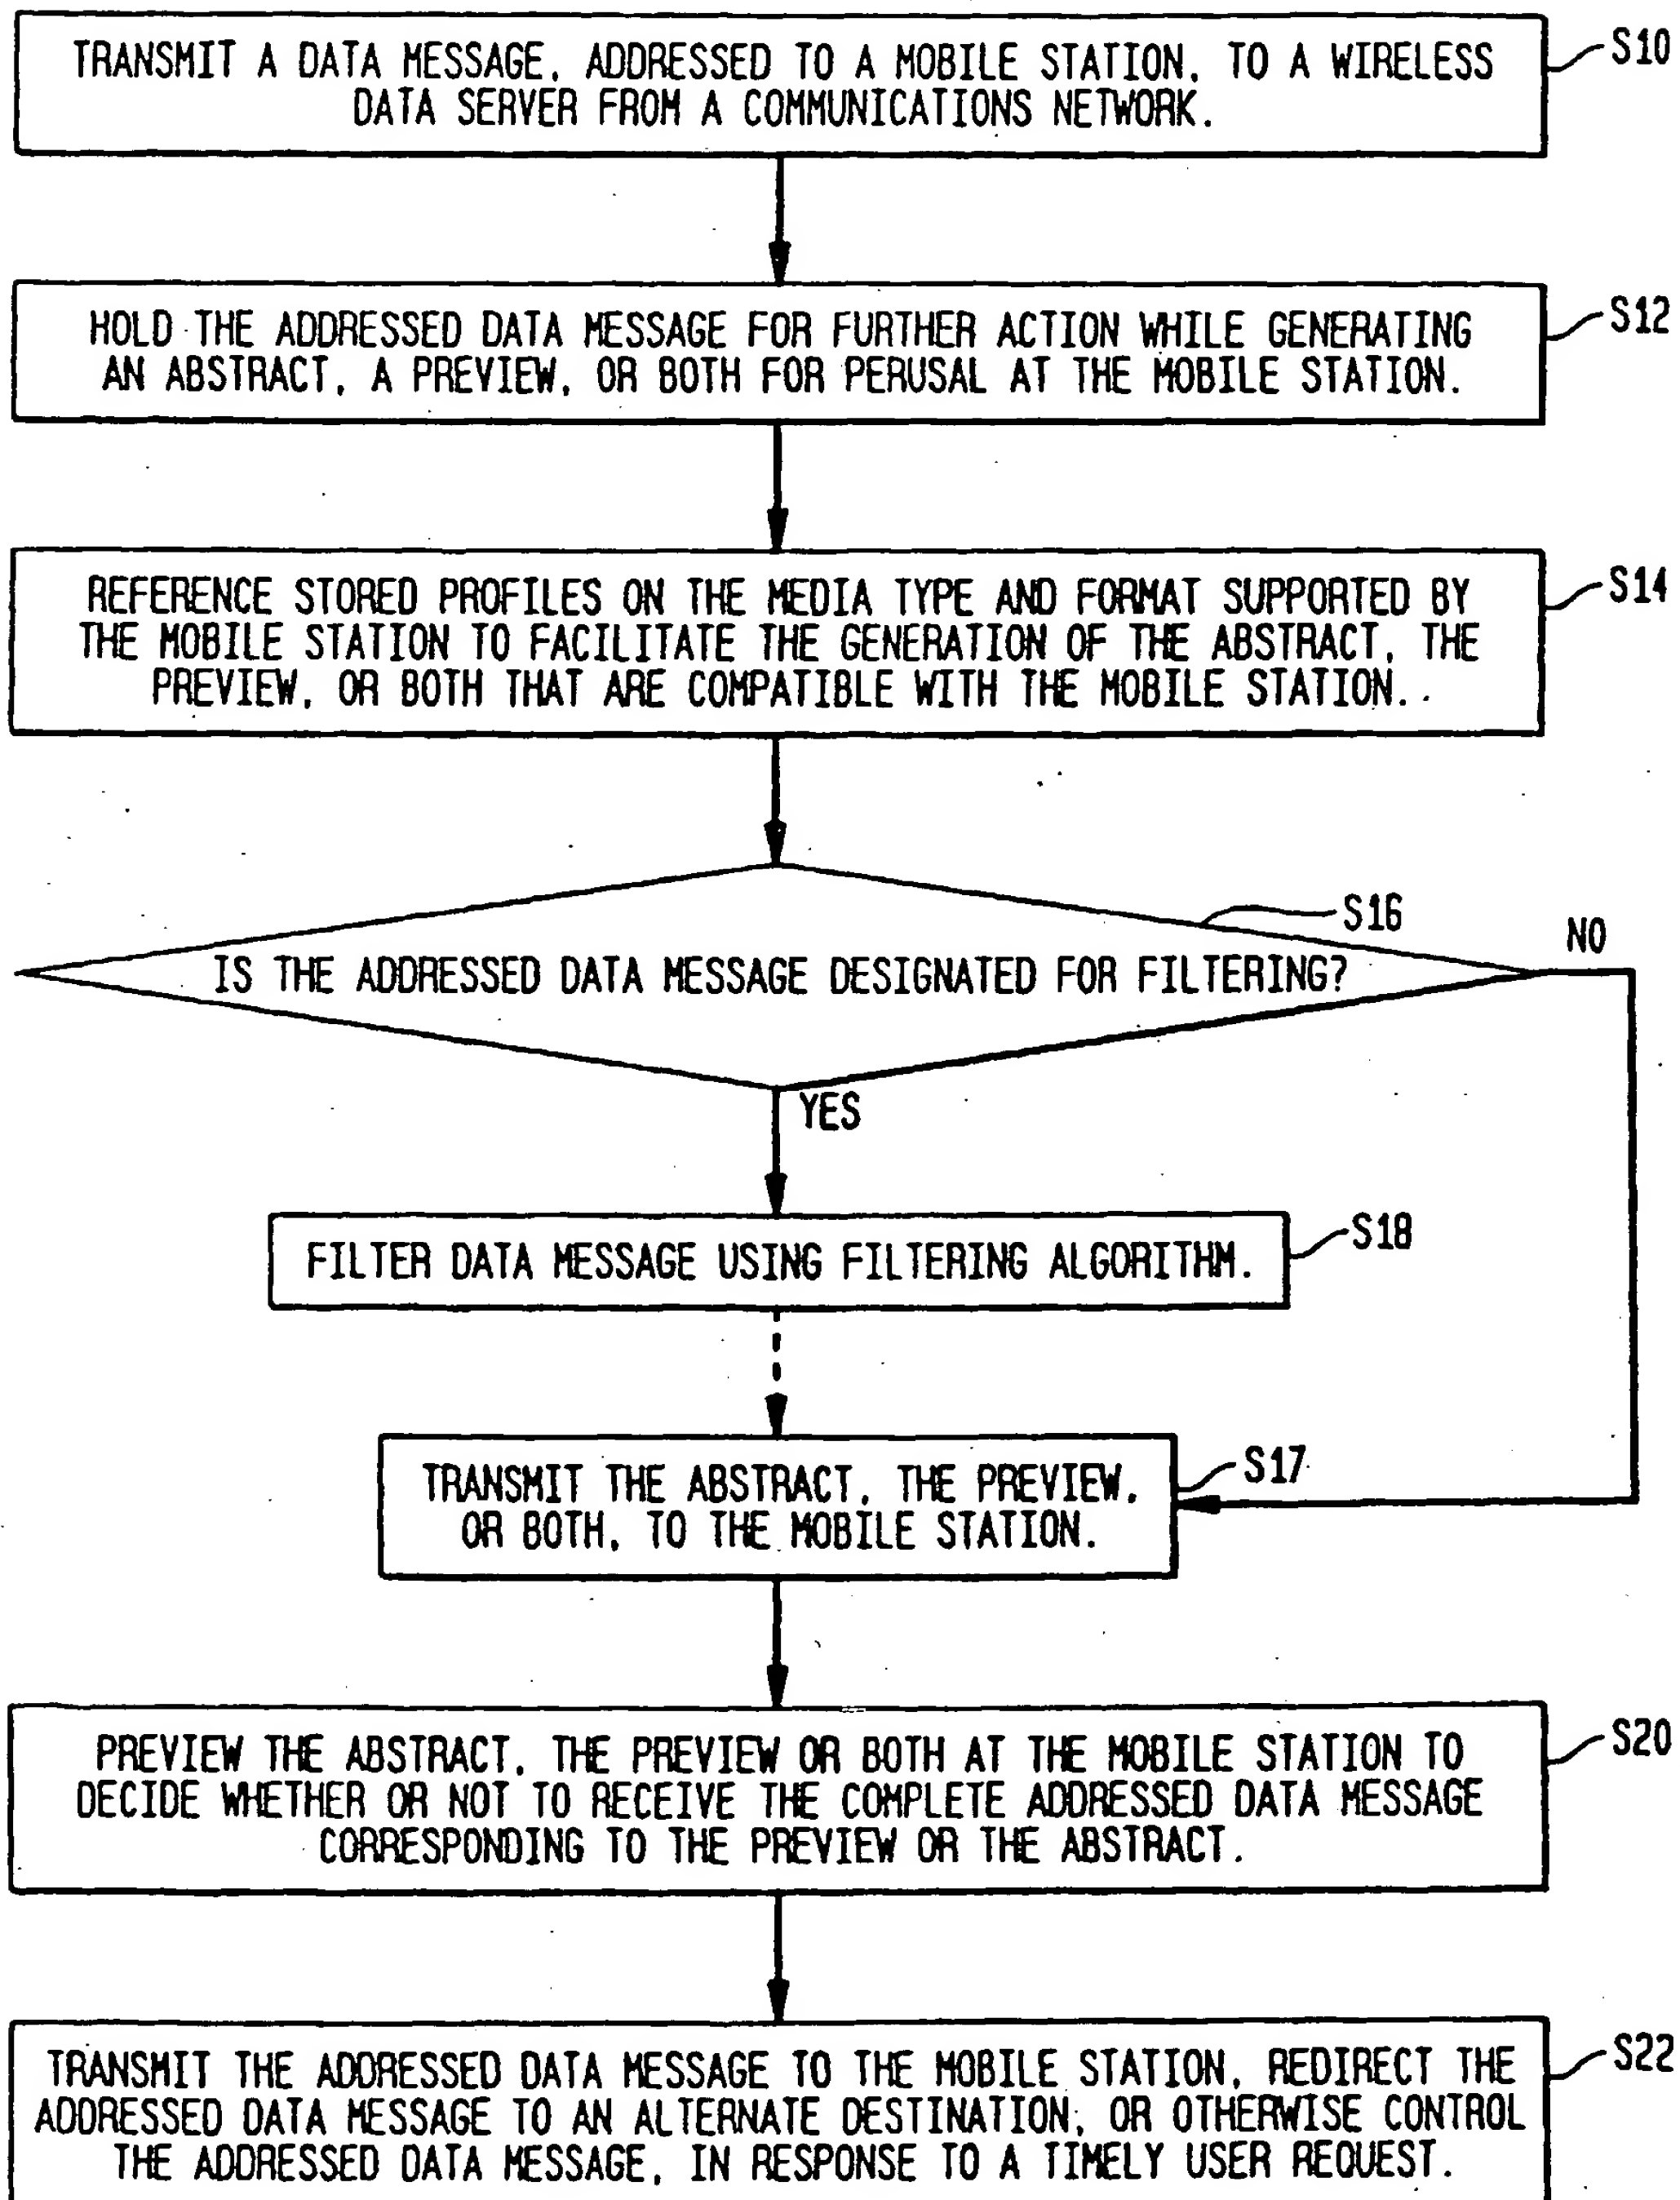 TRANSMIT A DATA MESSAGE, ADDRESSED TO A MOBILE STATION, TO A WIRELESS
DATA SERVER FROM A COMMUNICATIONS NETWORK.
S10
HOLD THE ADDRESSED DATA MESSAGE FOR FURTHER ACTION WHILE GENERATING
AN ABSTRACT, A PREVIEW, OR BOTH FOR PERUSAL AT THE MOBILE STATION.
S12
REFERENCE STORED PROFILES ON THE MEDIA TYPE AND FORMAT SUPPORTED BY
THE MOBILE STATION TO FACILITATE THE GENERATION OF THE ABSTRACT, THE
PREVIEW, OR BOTH THAT ARE COMPATIBLE WITH THE MOBILE STATION.
S14
S16
NO
IS THE ADDRESSED DATA MESSAGE DESIGNATED FOR FILTERING?
YES
FILTER DATA MESSAGE USING FILTERING ALGORITHM.
S18
TRANSMIT THE ABSTRACT, THE PREVIEW,
OR BOTH, TO THE MOBILE STATION.
S17
PREVIEW THE ABSTRACT, THE PREVIEW OR BOTH AT THE MOBILE STATION TO
DECIDE WHETHER OR NOT TO RECEIVE THE COMPLETE ADDRESSED DATA MESSAGE
CORRESPONDING TO THE PREVIEW OR THE ABSTRACT.
S20
TRANSMIT THE ADDRESSED DATA MESSAGE TO THE MOBILE STATION, REDIRECT THE
ADDRESSED DATA MESSAGE TO AN ALTERNATE DESTINATION, OR OTHERWISE CONTROL
THE ADDRESSED DATA MESSAGE, IN RESPONSE TO A TIMELY USER REQUEST.
S22